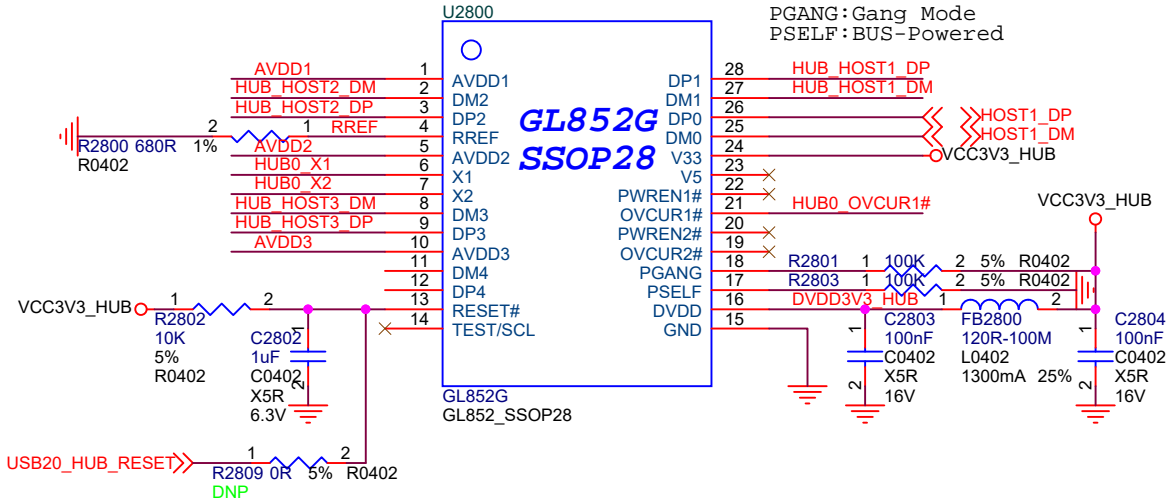 U2800
PGANG:Gang Mode
PSELF:BUS-Powered
GL852G
SSOP28
AVDD1 1 AVDD1
HUB_HOST2_DM 2 DM2
HUB_HOST2_DP 3 DP2
2 1 RREF 4 RREF
R2800 680R 1%
R0402
AVDD2 5 AVDD2
HUB0_X1 6 X1
HUB0_X2 7 X2
HUB_HOST3_DM 8 DM3
HUB_HOST3_DP 9 DP3
AVDD3 10 AVDD3
11 DM4
12 DP4
13 RESET#
14 TEST/SCL
DP1 28 HUB_HOST1_DP
DM1 27 HUB_HOST1_DM
DP0 26 HOST1_DP
DM0 25 HOST1_DM
V33 24 VCC3V3_HUB
V5 23
PWREN1# 22
OVCUR1# 21 HUB0_OVCUR1#
PWREN2# 20
OVCUR2# 19
PGANG 18 R2801 1 100K 2 5% R0402
PSELF 17 R2803 1 100K 2 5% R0402
DVDD 16 DVDD3V3_HUB 1 2
GND 15
VCC3V3_HUB
VCC3V3_HUB 1 2
R2802
10K
5%
R0402
1
C2802
1uF
C0402
2
X5R
6.3V
1
C2803
100nF
C0402
2
X5R
16V
FB2800
120R-100M
L0402
1300mA 25%
1
C2804
100nF
C0402
2
X5R
16V
GL852G
GL852_SSOP28
USB20_HUB_RESET 1 2
R2809 0R 5% R0402
DNP